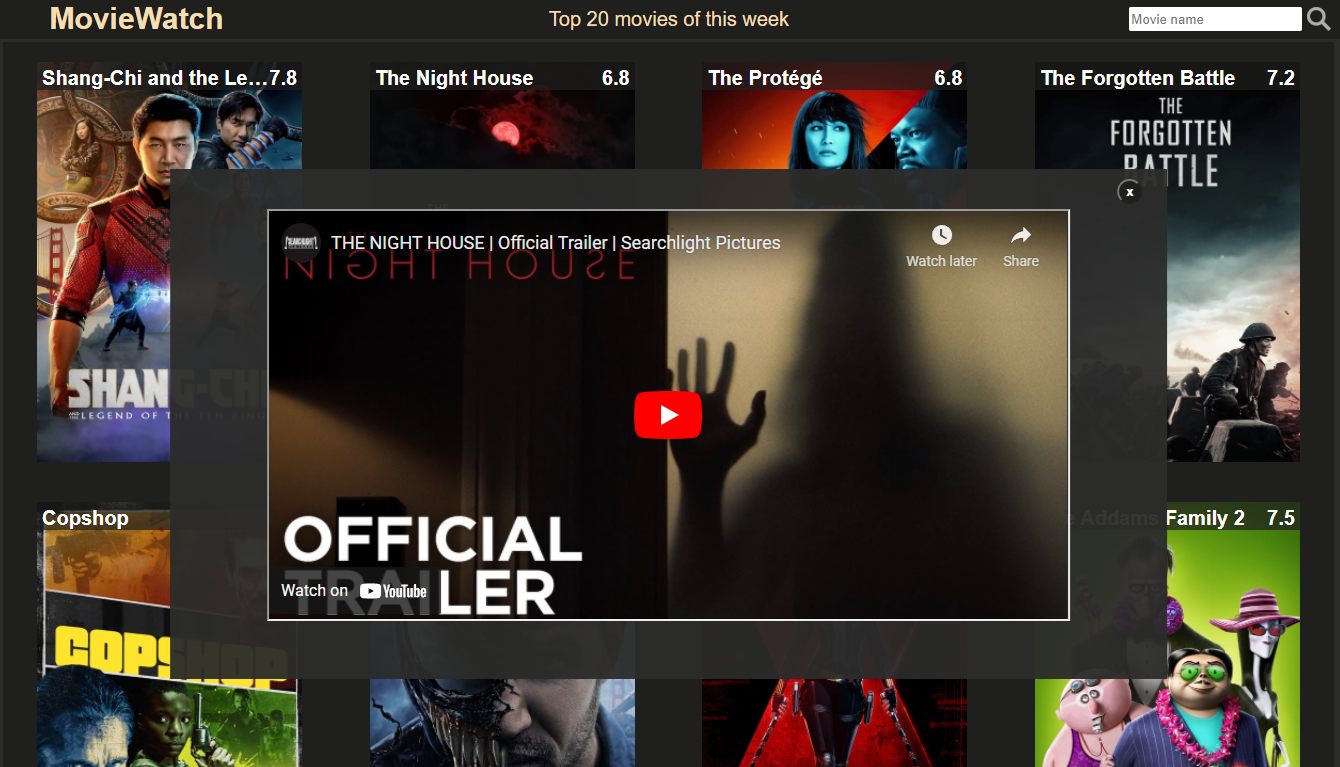 MovieWatch
Top 20 movies of this week
Movie name
Shang-Chi and the Le...7.8
The Night House 6.8
The Protégé 6.8
The Forgotten Battle 7.2
THE
FORGOTTEN
BATTLE
x
SEARCHLIGHT
THE NIGHT HOUSE | Official Trailer | Searchlight Pictures
Watch later
Share
NIGHT HOUSE
SHANG-CHI
AND THE LEGEND OF THE TEN RINGS
OFFICIAL
TRAILER
Watch on YouTube
Copshop
Addams Family 2 7.5
COPSHOP